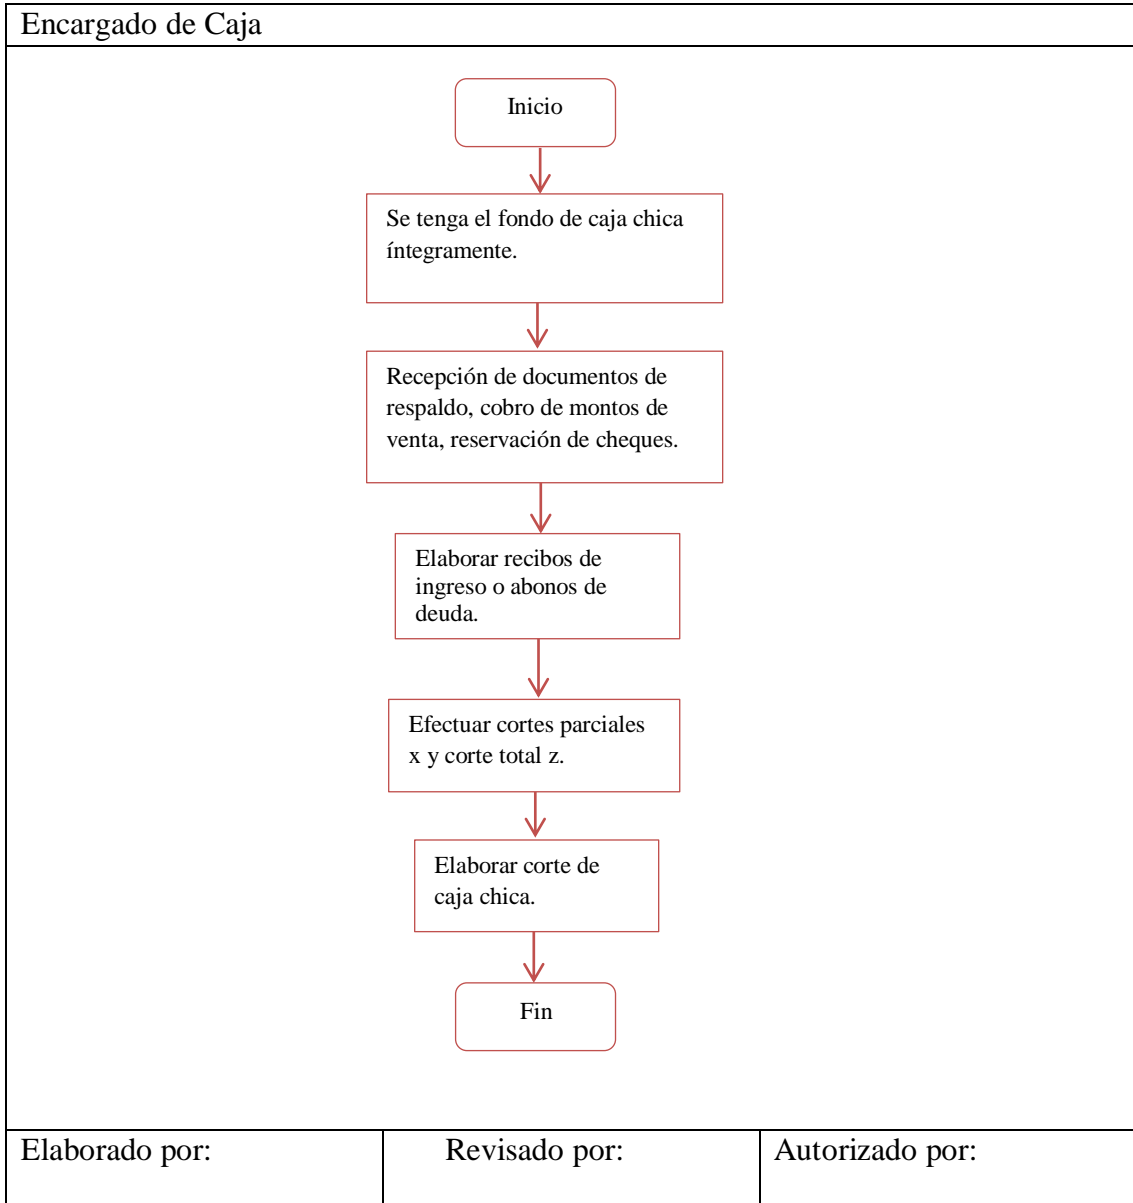 Encargado de Caja
Inicio
Se tenga el fondo de caja chica
íntegramente.
Recepción de documentos de
respaldo, cobro de montos de
venta, reservación de cheques.
Elaborar recibos de
ingreso o abonos de
deuda.
Efectuar cortes parciales
x y corte total z.
Elaborar corte de
caja chica.
Fin
Elaborado por:
Revisado por:
Autorizado por: